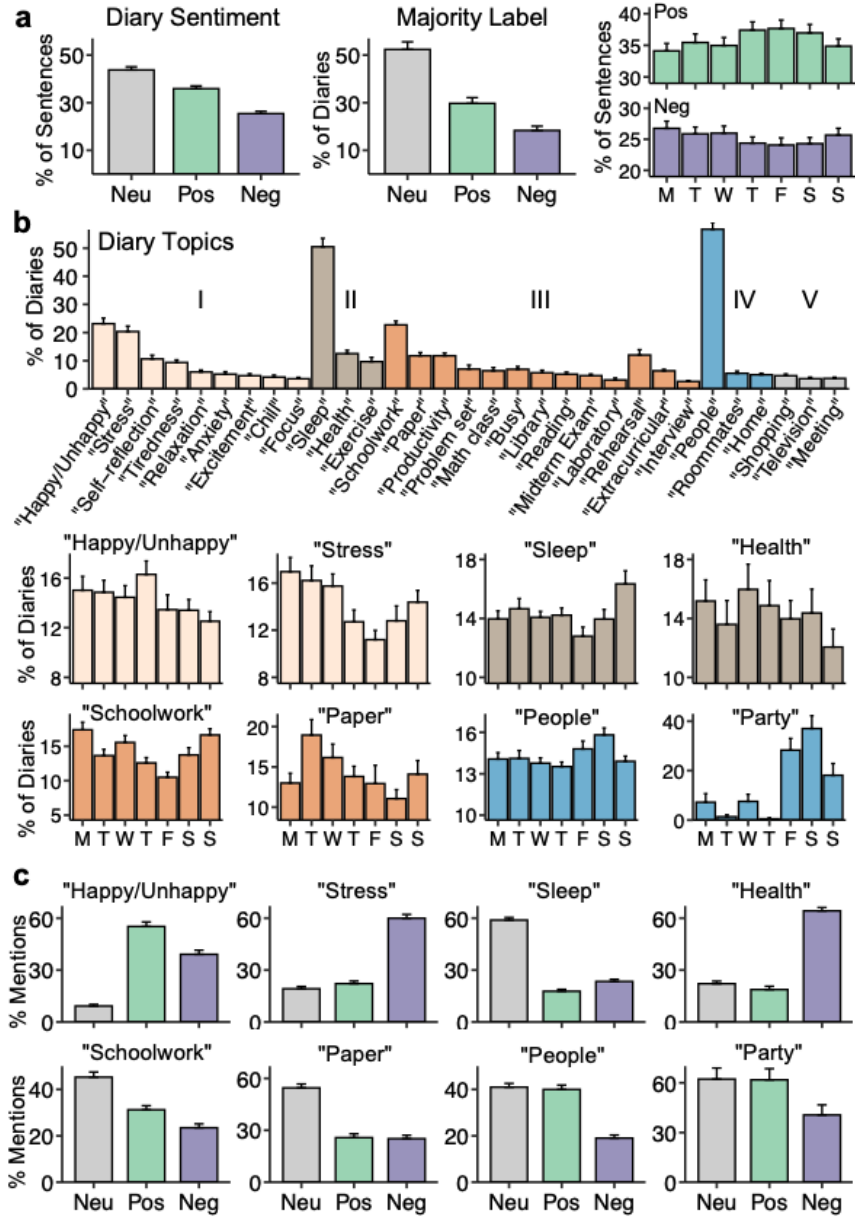 a
Diary Sentiment
Majority Label
% of Sentences
50
30
10
Neu Pos Neg
% of Diaries
50
30
10
Neu Pos Neg
% of Sentences
Pos
40
35
30
Neg
30
25
20
M T W T F S S
b
Diary Topics
% of Diaries
50
40
30
20
10
0
I II III IV V
"Happy/Unhappy"
"Stress"
"Self-reflection"
"Tiredness"
"Relaxation"
"Anxiety"
"Excitement"
"Chill"
"Focus"
"Sleep"
"Health"
"Exercise"
"Schoolwork"
"Paper"
"Productivity
"Problem set"
"Math class"
"Busy"
"Library"
"Reading"
"Midterm Exam"
"Laboratory"
"Rehearsal"
"Extracurricular"
"Interview"
"People"
"Roommates"
"Home"
"Shopping
"Television"
"Meeting"
% of Diaries
"Happy/Unhappy"
16
12
8
"Stress"
16
12
8
"Sleep"
18
14
10
"Health"
18
14
10
% of Diaries
"Schoolwork"
15
10
5
M T W T F S S
"Paper"
20
15
10
M T W T F S S
"People"
16
13
10
M T W T F S S
"Party"
40
20
0
M T W T F S S
c
% Mentions
"Happy/Unhappy"
60
30
0
"Stress"
60
30
0
"Sleep"
60
30
0
"Health"
60
30
0
% Mentions
"Schoolwork"
40
20
0
Neu Pos Neg
"Paper"
60
30
0
Neu Pos Neg
"People"
40
20
0
Neu Pos Neg
"Party"
60
30
0
Neu Pos Neg